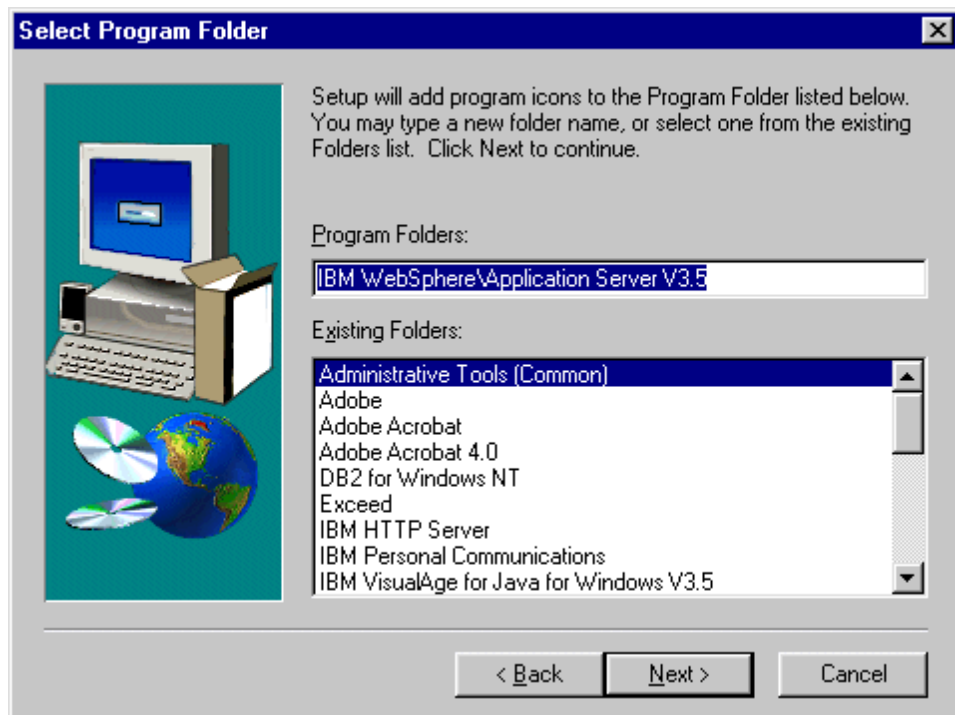 Select Program Folder
Setup will add program icons to the Program Folder listed below.
You may type a new folder name, or select one from the existing
Folders list.  Click Next to continue.
Program Folders:
IBM WebSphere\Application Server V3.5
Existing Folders:
Administrative Tools (Common)
Adobe
Adobe Acrobat
Adobe Acrobat 4.0
DB2 for Windows NT
Exceed
IBM HTTP Server
IBM Personal Communications
IBM VisualAge for Java for Windows V3.5
< Back
Next >
Cancel